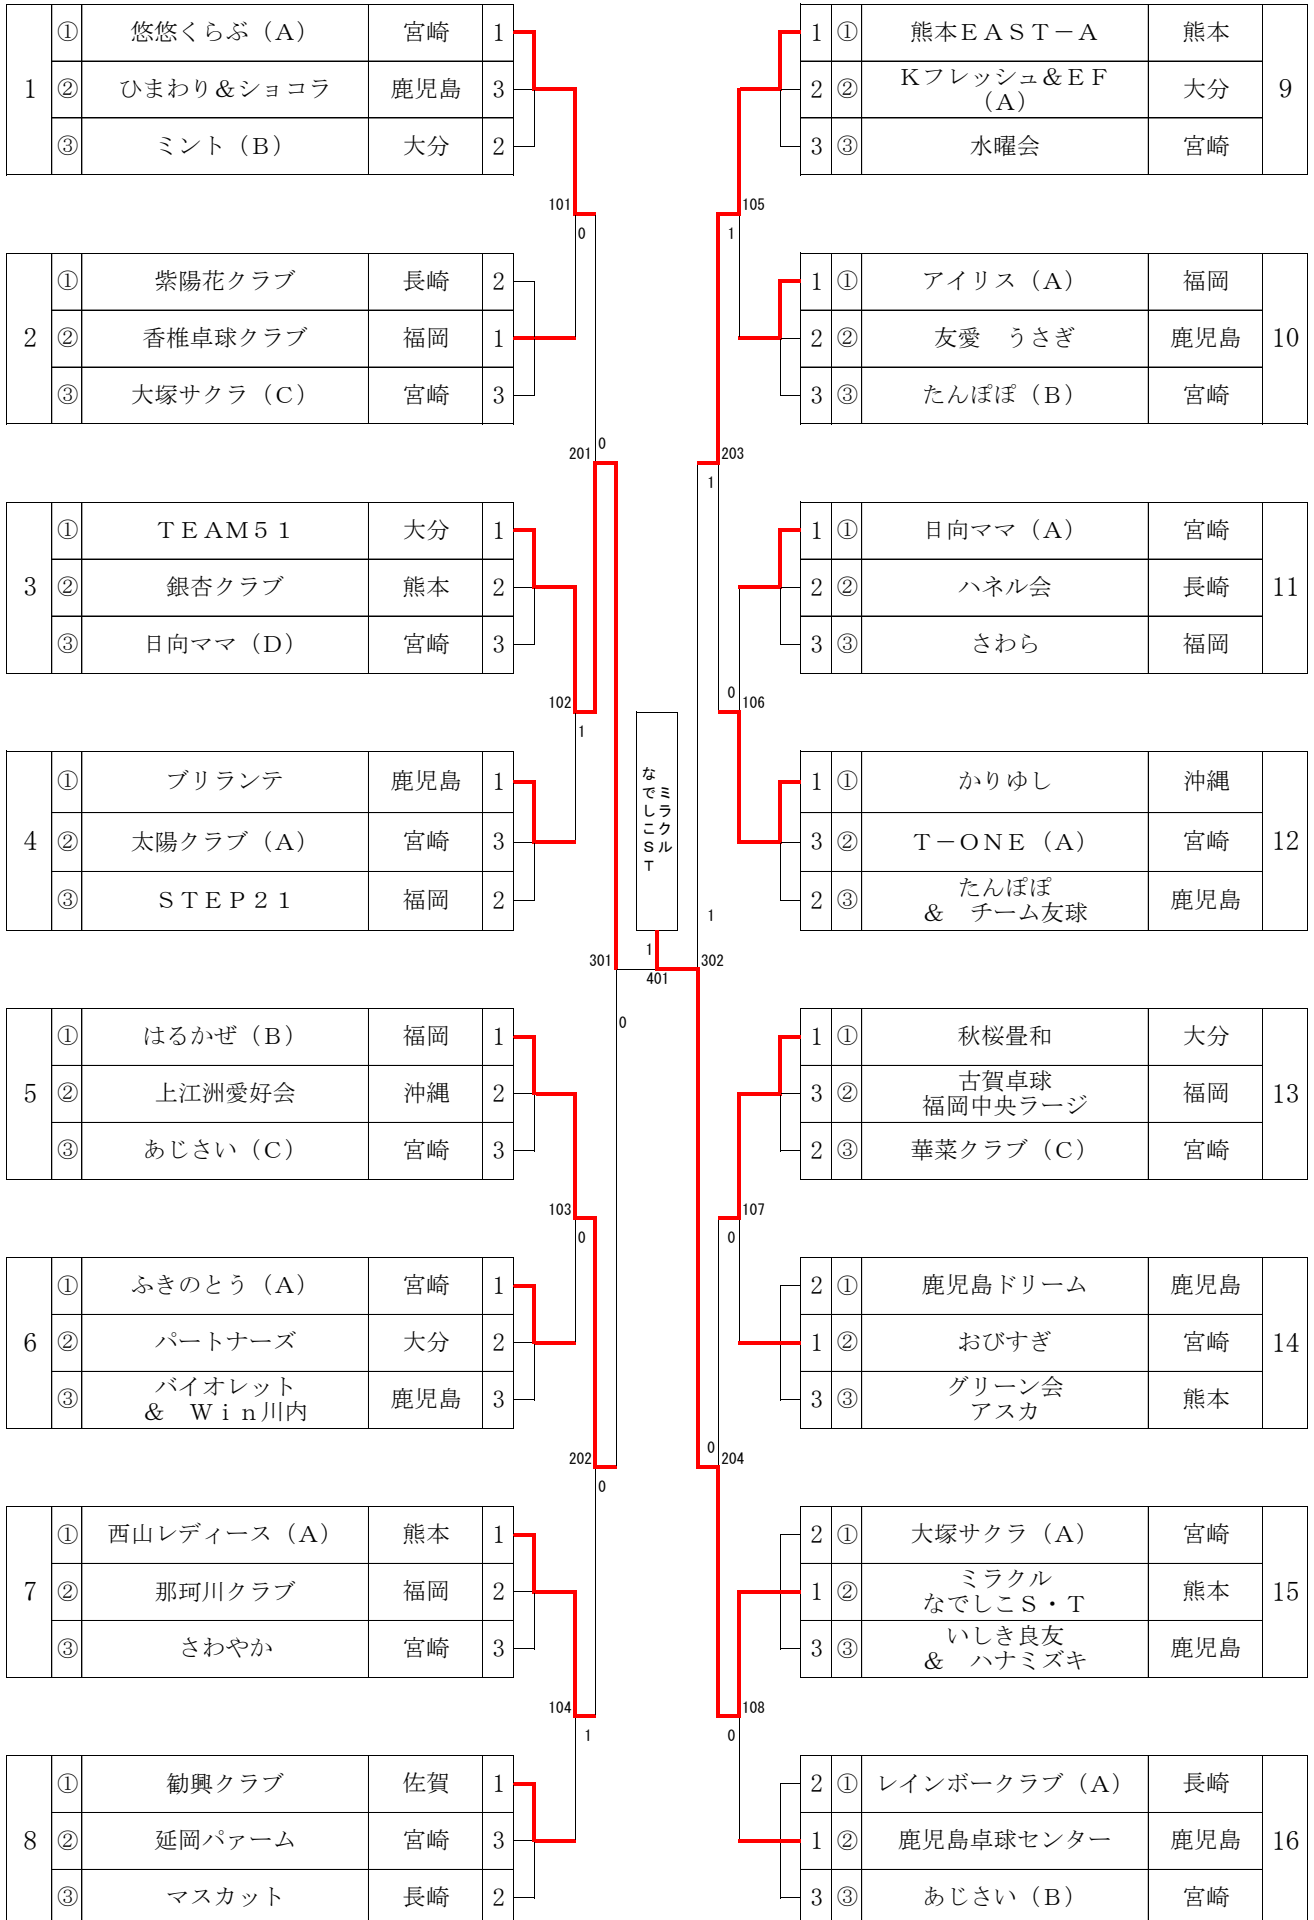 1
① 悠悠くらぶ（A） 宮崎 1
② ひまわり＆ショコラ 鹿児島 3
③ ミント（B） 大分 2
101
0
2
① 紫陽花クラブ 長崎 2
② 香椎卓球クラブ 福岡 1
③ 大塚サクラ（C） 宮崎 3
201
0
3
① TEAM５１ 大分 1
② 銀杏クラブ 熊本 2
③ 日向ママ（D） 宮崎 3
102
1
4
① ブリランテ 鹿児島 1
② 太陽クラブ（A） 宮崎 3
③ STEP２１ 福岡 2
301
0
5
① はるかぜ（B） 福岡 1
② 上江洲愛好会 沖縄 2
③ あじさい（C） 宮崎 3
103
0
6
① ふきのとう（A） 宮崎 1
② パートナーズ 大分 2
③ バイオレット
＆　Ｗｉｎ川内 鹿児島 3
202
0
7
① 西山レディース（A） 熊本 1
② 那珂川クラブ 福岡 2
③ さわやか 宮崎 3
104
1
8
① 勧興クラブ 佐賀 1
② 延岡パァーム 宮崎 3
③ マスカット 長崎 2
ミラクル
なでしこＳＴ
1
401
1 ① 熊本ＥＡＳＴ－Ａ 熊本
2 ② Ｋフレッシュ＆ＥＦ
（A） 大分
3 ③ 水曜会 宮崎
9
105
1
1 ① アイリス（A） 福岡
2 ② 友愛　うさぎ 鹿児島
3 ③ たんぽぽ（B） 宮崎
10
203
1
1 ① 日向ママ（A） 宮崎
2 ② ハネル会 長崎
3 ③ さわら 福岡
11
0
106
1 ① かりゆし 沖縄
3 ② Ｔ－ＯＮＥ（A） 宮崎
2 ③ たんぽぽ
＆　チーム友球 鹿児島
12
1
302
1 ① 秋桜畳和 大分
3 ② 古賀卓球
福岡中央ラージ 福岡
2 ③ 華菜クラブ（C） 宮崎
13
107
0
2 ① 鹿児島ドリーム 鹿児島
1 ② おびすぎ 宮崎
3 ③ グリーン会
アスカ 熊本
14
0
204
2 ① 大塚サクラ（A） 宮崎
1 ② ミラクル
なでしこＳ・Ｔ 熊本
3 ③ いしき良友
＆　ハナミズキ 鹿児島
15
108
0
2 ① レインボークラブ（A） 長崎
1 ② 鹿児島卓球センター 鹿児島
3 ③ あじさい（B） 宮崎
16